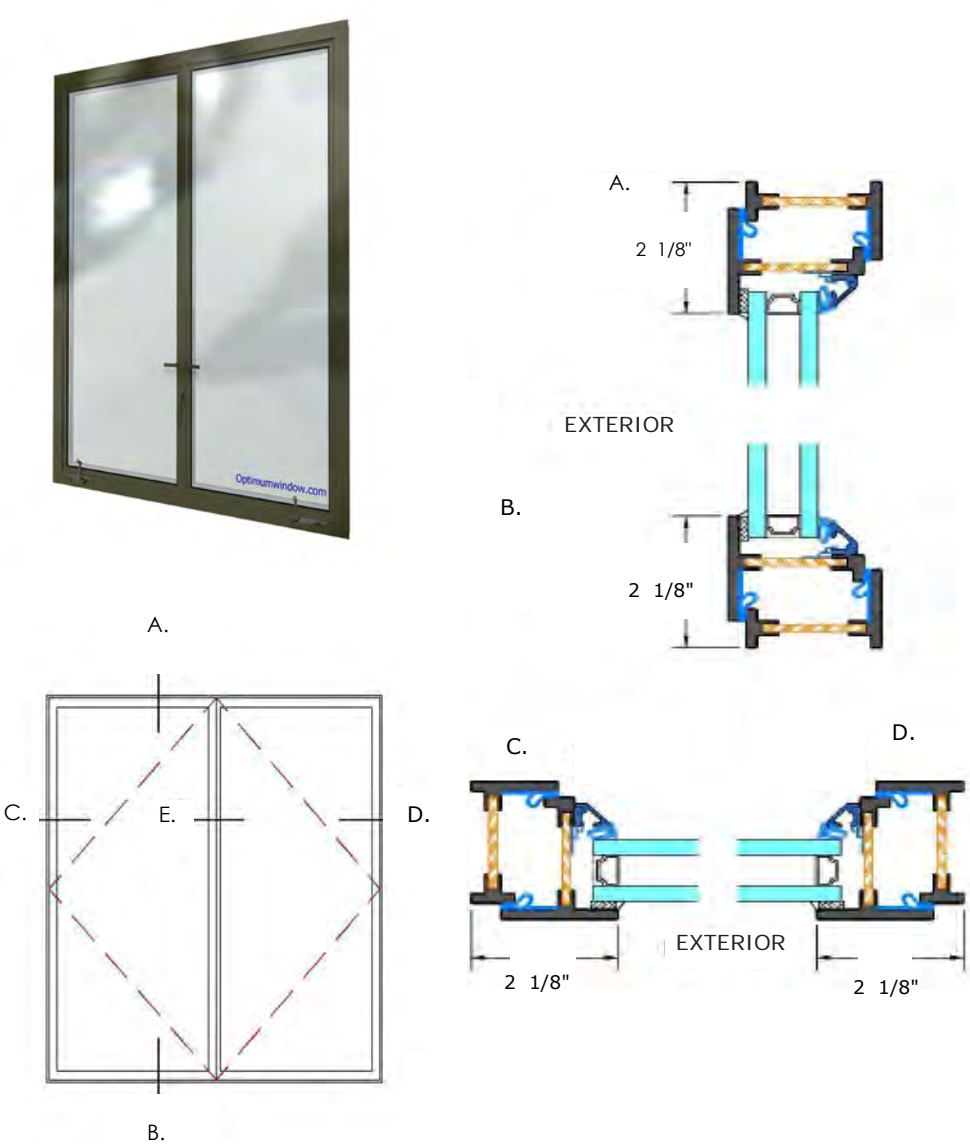 Optimumwindow.com
A.
2 1/8"
EXTERIOR
B.
2 1/8"
A.
C.
E.
D.
B.
C.
D.
EXTERIOR
2 1/8"
2 1/8"